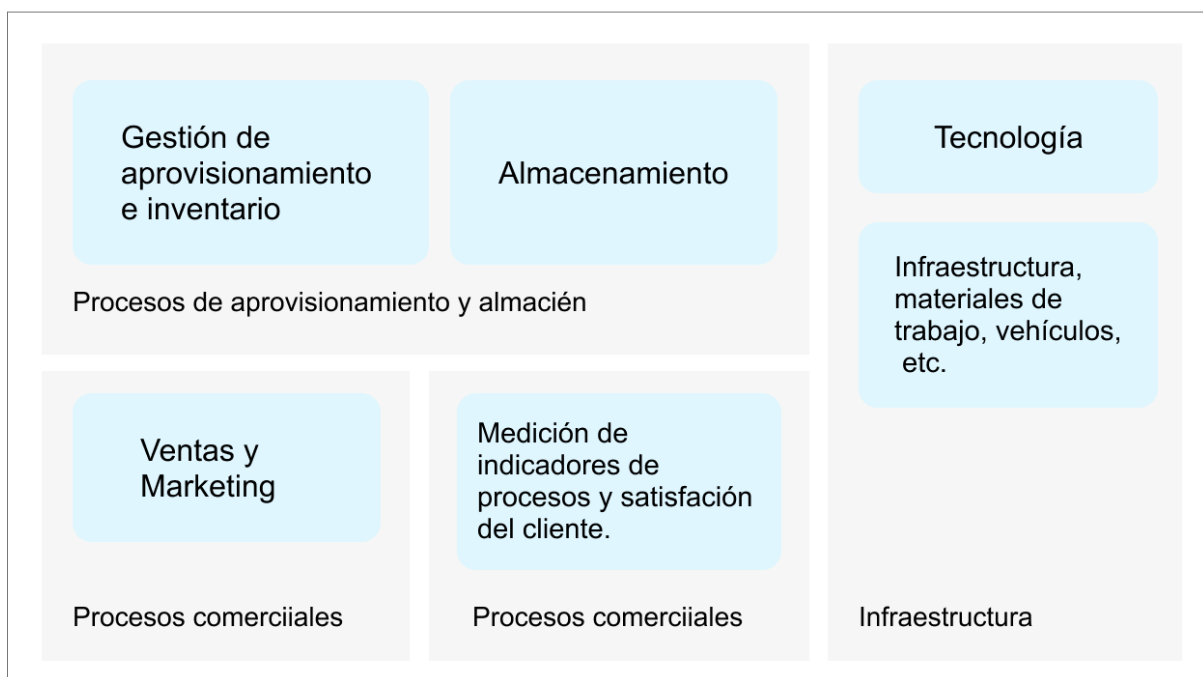 Gestión de
aprovisionamiento
e inventario
Almacenamiento
Procesos de aprovisionamiento y almacién
Ventas y
Marketing
Procesos comerciiales
Medición de
indicadores de
procesos y satisfación
del cliente.
Procesos comerciiales
Tecnología
Infraestructura,
materiales de
trabajo, vehículos,
etc.
Infraestructura